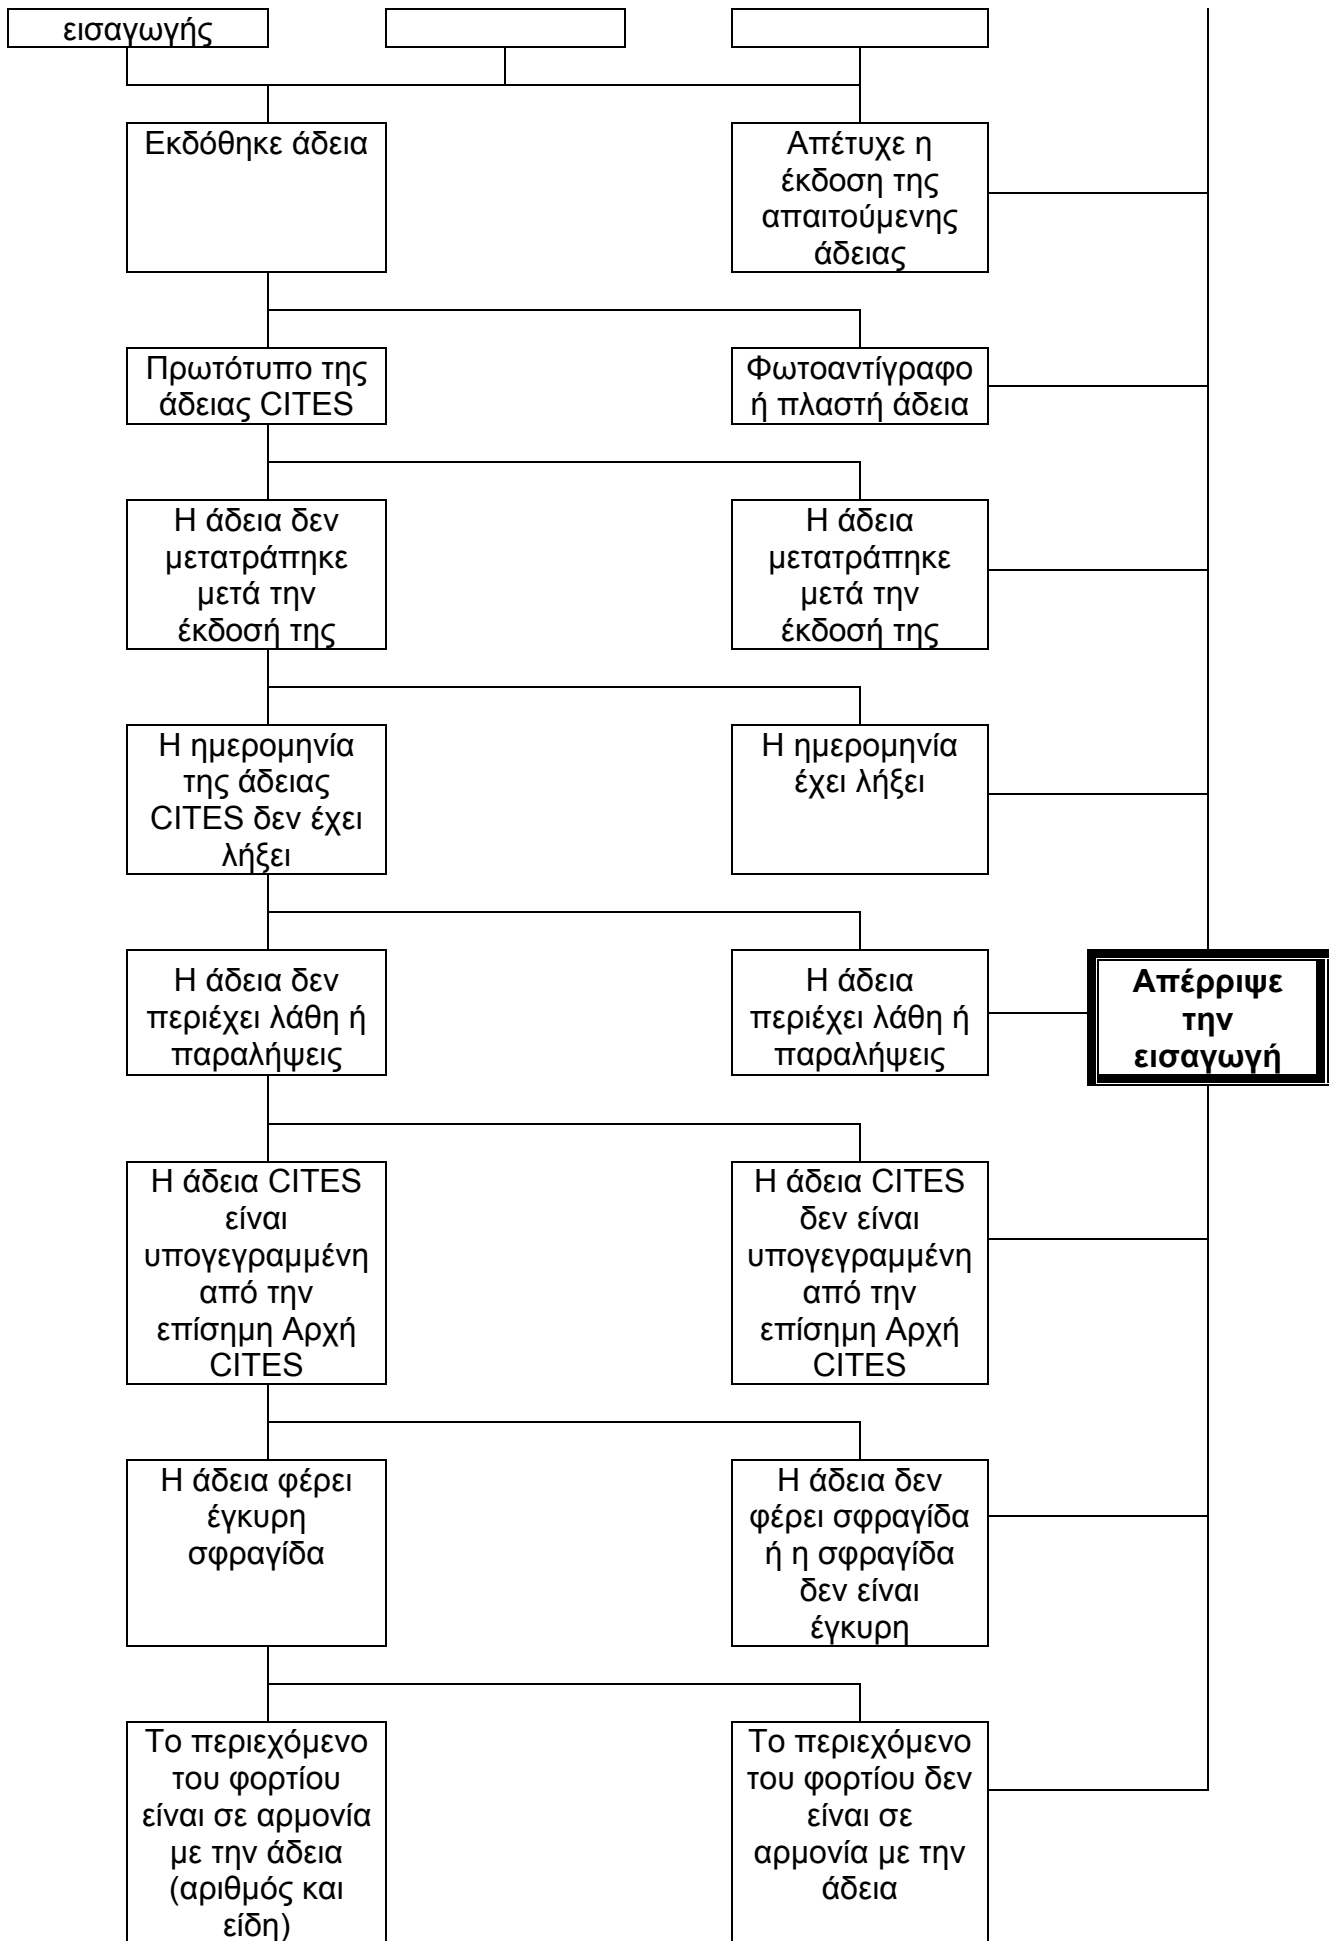 εισαγωγής
Εκδόθηκε άδεια
Απέτυχε η
έκδοση της
απαιτούμενης
άδειας
Πρωτότυπο της
άδειας CITES
Φωτοαντίγραφο
ή πλαστή άδεια
Η άδεια δεν
μετατράπηκε
μετά την
έκδοσή της
Η άδεια
μετατράπηκε
μετά την
έκδοσή της
Η ημερομηνία
της άδειας
CITES δεν έχει
λήξει
Η ημερομηνία
έχει λήξει
Η άδεια δεν
περιέχει λάθη ή
παραλήψεις
Η άδεια
περιέχει λάθη ή
παραλήψεις
Απέρριψε
την
εισαγωγή
Η άδεια CITES
είναι
υπογεγραμμένη
από την
επίσημη Αρχή
CITES
Η άδεια CITES
δεν είναι
υπογεγραμμένη
από την
επίσημη Αρχή
CITES
Η άδεια φέρει
έγκυρη
σφραγίδα
Η άδεια δεν
φέρει σφραγίδα
ή η σφραγίδα
δεν είναι
έγκυρη
Το περιεχόμενο
του φορτίου
είναι σε αρμονία
με την άδεια
(αριθμός και
είδη)
Το περιεχόμενο
του φορτίου δεν
είναι σε
αρμονία με την
άδεια